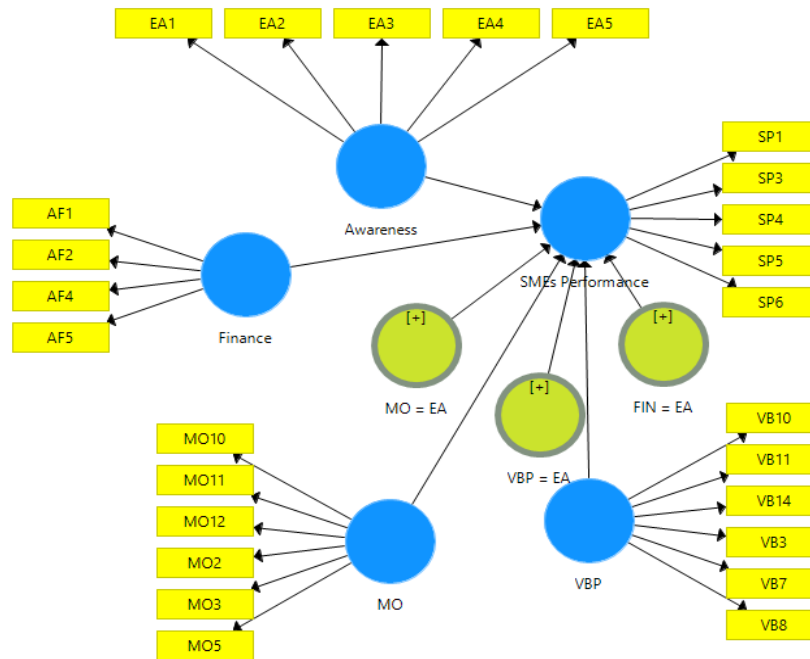 EA1
EA2
EA3
EA4
EA5
Awareness
SP1
SP3
SP4
SP5
SP6
SMEs Performance
AF1
AF2
AF4
AF5
Finance
[+]
MO = EA
[+]
VBP = EA
[+]
FIN = EA
MO10
MO11
MO12
MO2
MO3
MO5
MO
VB10
VB11
VB14
VB3
VB7
VB8
VBP